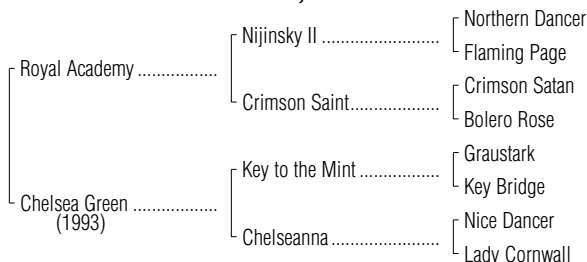 Northern Dancer
Nijinsky II
Flaming Page
Royal Academy
Crimson Satan
Crimson Saint
Bolero Rose
Graustark
Key to the Mint
Key Bridge
Chelsea Green
(1993)
Nice Dancer
Chelseanna
Lady Cornwall